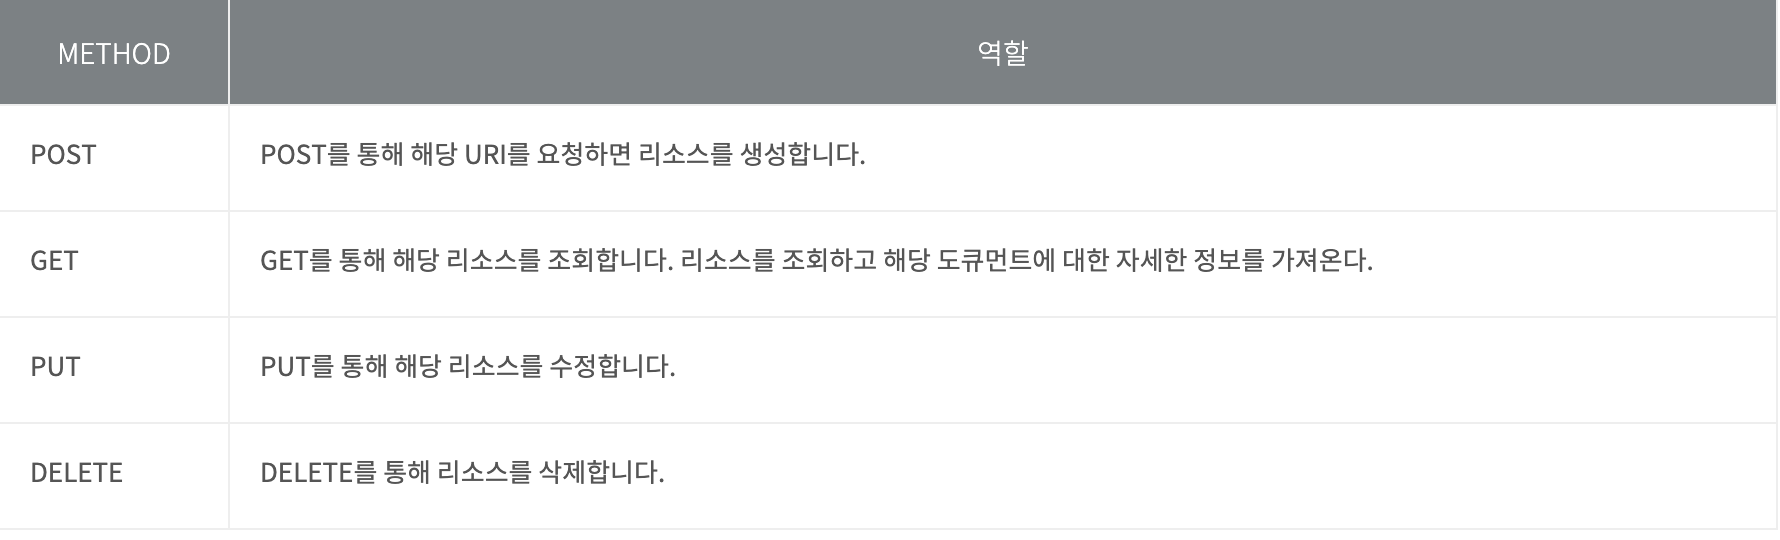 METHOD 역할
POST POST를 통해 해당 URI를 요청하면 리소스를 생성합니다.
GET GET를 통해 해당 리소스를 조회합니다. 리소스를 조회하고 해당 도큐먼트에 대한 자세한 정보를 가져온다.
PUT PUT를 통해 해당 리소스를 수정합니다.
DELETE DELETE를 통해 리소스를 삭제합니다.